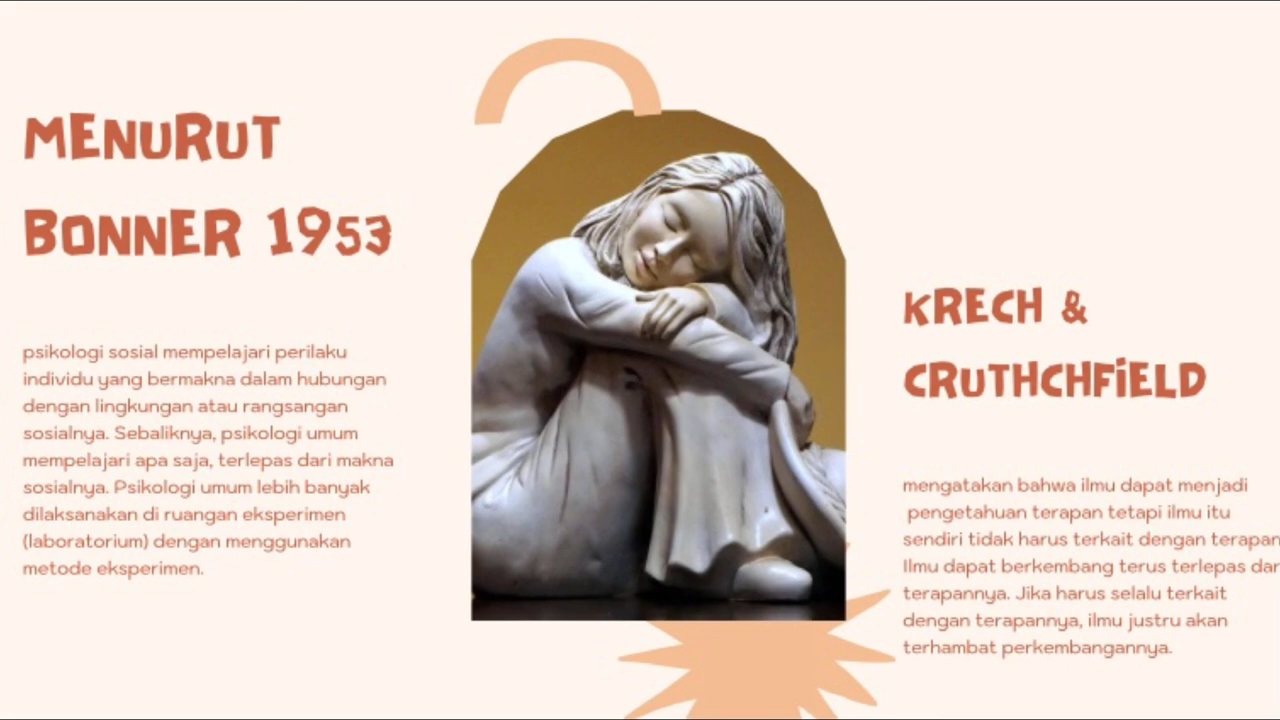 MENURUT
BONNER 1953
psikologi sosial mempelajari perilaku
individu yang bermakna dalam hubungan
dengan lingkungan atau rangsangan
sosialnya. Sebaliknya, psikologi umum
mempelajari apa saja, terlepas dari makna
sosialnya. Psikologi umum lebih banyak
dilaksanakan di ruangan eksperimen
(laboratorium) dengan menggunakan
metode eksperimen.
KRECH &
CRUTHCHFIELD
mengatakan bahwa ilmu dapat menjadi
pengetahuan terapan tetapi ilmu itu
sendiri tidak harus terkait dengan terapan
Ilmu dapat berkembang terus terlepas dar
terapannya. Jika harus selalu terkait
dengan terapannya, ilmu justru akan
terhambat perkembangannya.